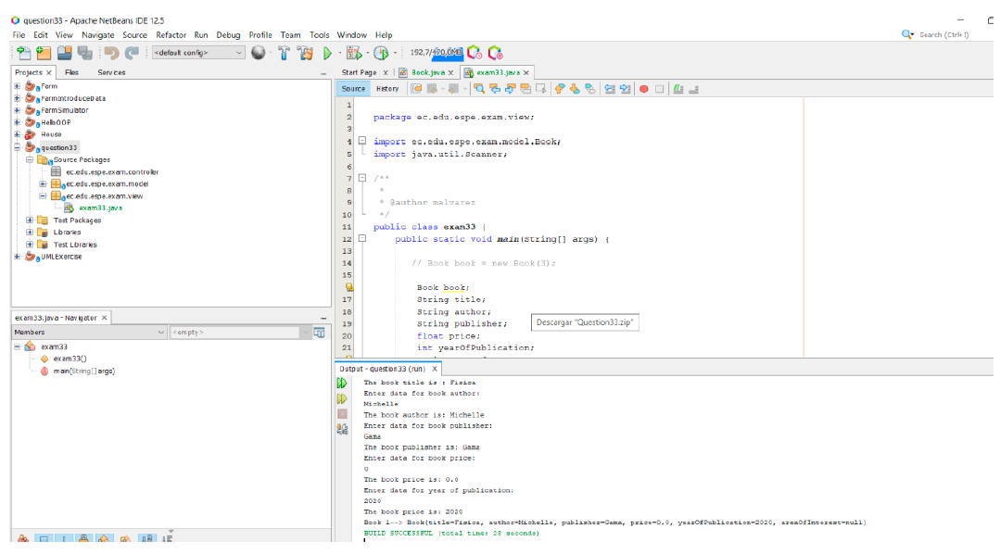 question33 - Apache NetBeans IDE 12.5
File Edit View Navigate Source Refactor Run Debug Profile Team Tools Window Help
Search (Ctrl+I)
<default config>
192,7/470,0MB
Projects Files Services
Start Page Book.java exam33.java
Source History
Farm
FarmIntroduceData
FarmSimulator
HelloOOP
House
question33
Source Packages
ec.edu.espe.exam.controller
ec.edu.espe.exam.model
ec.edu.espe.exam.view
exam33.java
Test Packages
Libraries
Test Libraries
UMLExercise
exam33.java - Navigator
Members <empty>
exam33
exam33()
main(String[] args)
1
2 package ec.edu.espe.exam.view;
3
4 import ec.edu.espe.exam.model.Book;
5 import java.util.Scanner;
6
7 /**
8 *
9 * @author malvarez
10 */
11 public class exam33 {
12 public static void main(String[] args) {
13
14 // Book book = new Book(3);
15
Book book;
17 String title;
18 String author;
19 String publisher;
20 float price;
21 int yearOfPublication;
Descargar "Question33.zip"
Output - question33 (run)
The book title is : Fisica
Enter data for book author:
Michelle
The book author is: Michelle
Enter data for book publisher:
Gama
The book publisher is: Gama
Enter data for book price:
0
The book price is: 0.0
Enter data for year of publication:
2020
The book price is: 2020
Book 1--> Book{title=Fisica, author=Michelle, publisher=Gama, price=0.0, yearOfPublication=2020, areaOfInterest=null}
BUILD SUCCESSFUL (total time: 28 seconds)